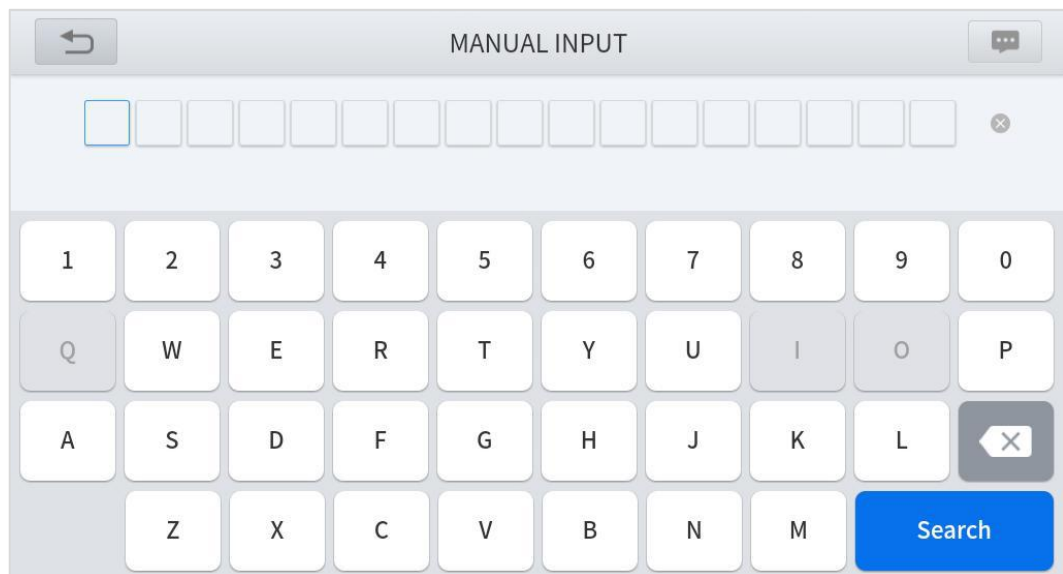 MANUAL INPUT
1 2 3 4 5 6 7 8 9 0
Q W E R T Y U I O P
A S D F G H J K L
Z X C V B N M Search